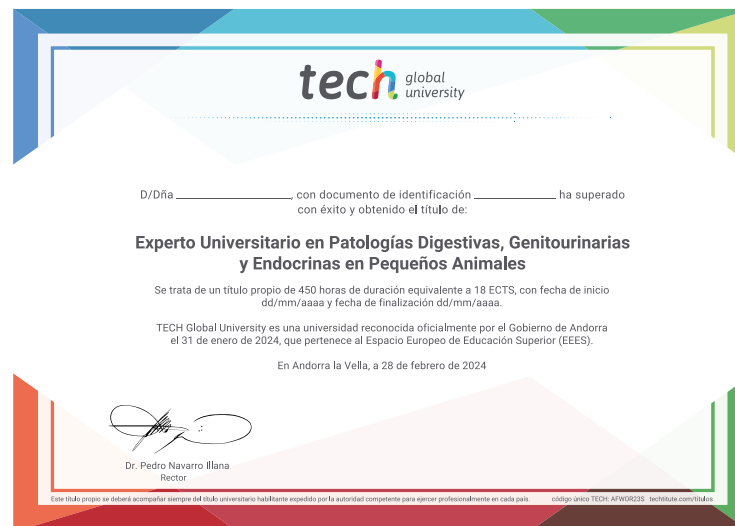 tech global
university
D/Dña ______________, con documento de identificación __________ ha superado
con éxito y obtenido el título de:
Experto Universitario en Patologías Digestivas, Genitourinarias
y Endocrinas en Pequeños Animales
Se trata de un título propio de 450 horas de duración equivalente a 18 ECTS, con fecha de inicio
dd/mm/aaaa y fecha de finalización dd/mm/aaaa.
TECH Global University es una universidad reconocida oficialmente por el Gobierno de Andorra
el 31 de enero de 2024, que pertenece al Espacio Europeo de Educación Superior (EEES).
En Andorra la Vella, a 28 de febrero de 2024
Dr. Pedro Navarro Illana
Rector
Este título propio se deberá acompañar siempre del título universitario habilitante expedido por la autoridad competente para ejercer profesionalmente en cada país. código único TECH: AFWOR23S techtitute.com/titulos